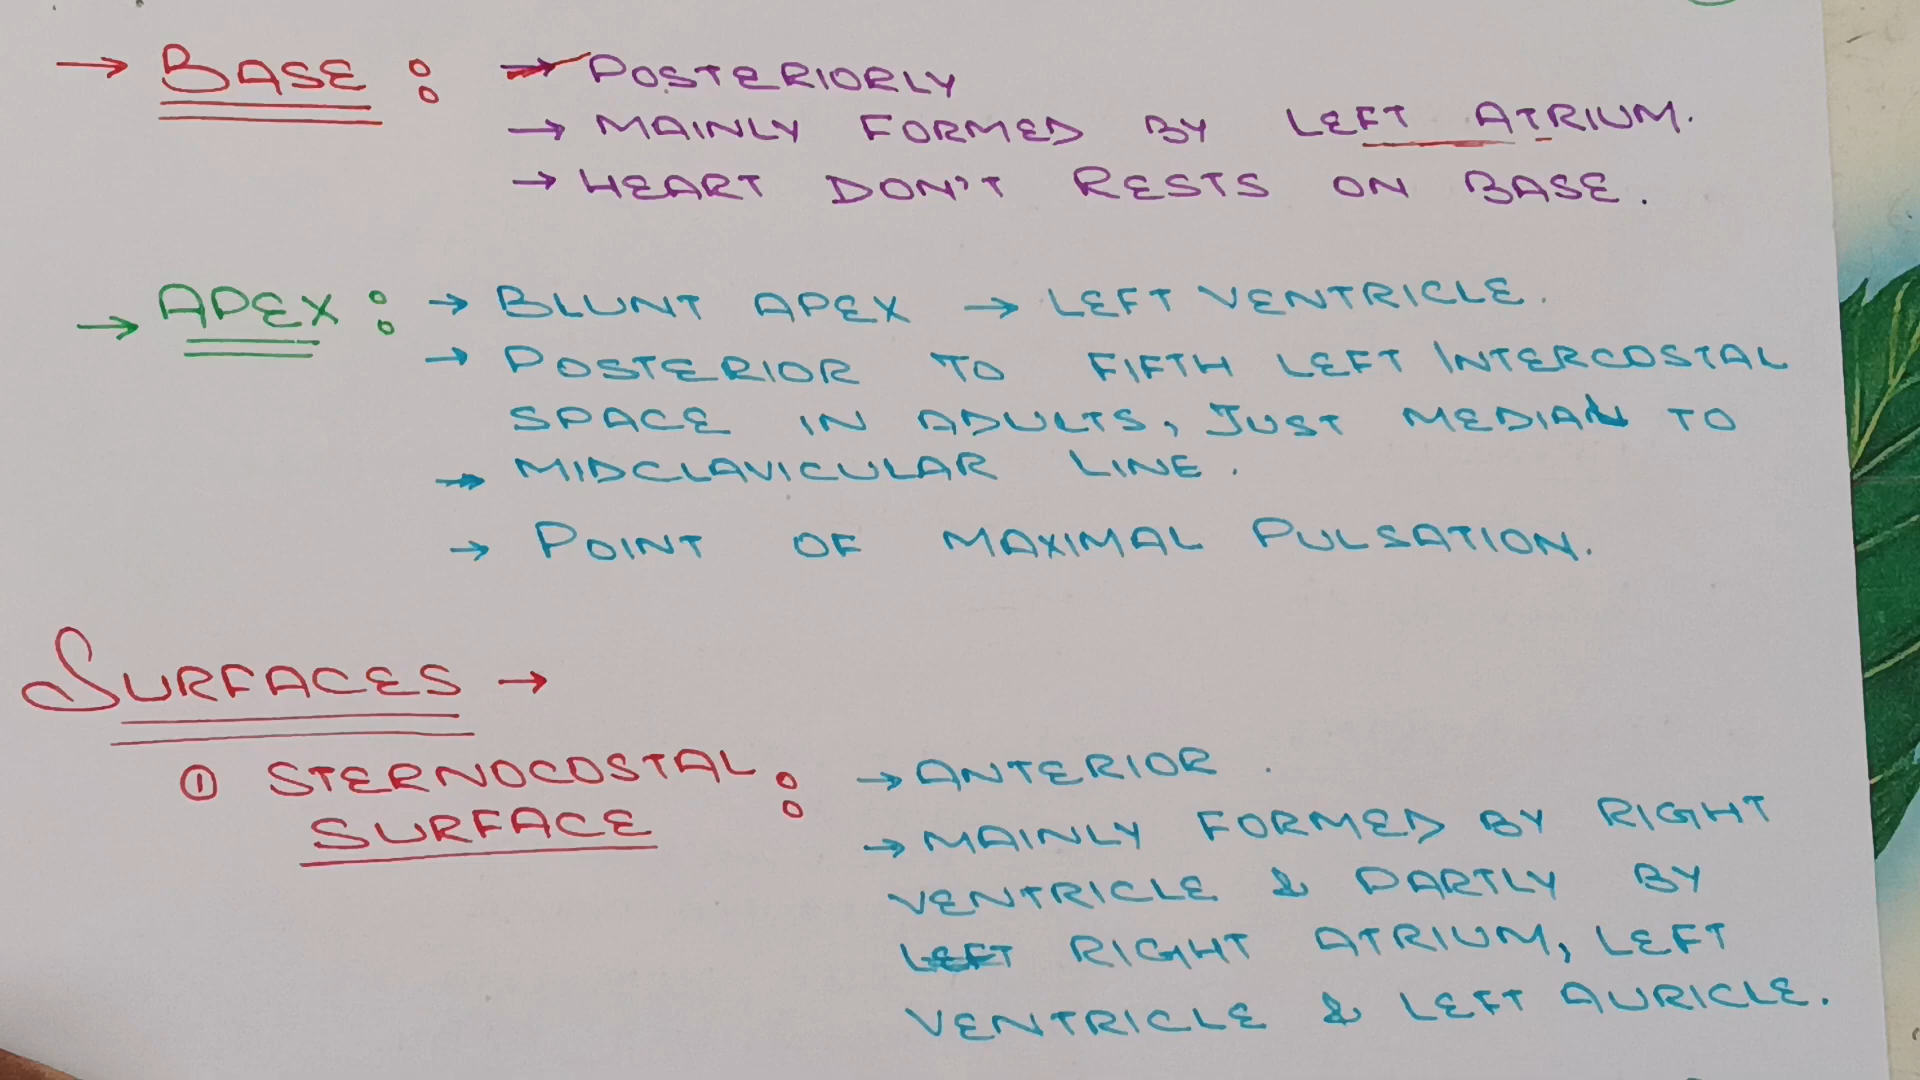 → BASE : → POSTERIORLY
→ MAINLY FORMED BY LEFT ATRIUM.
→ HEART DON'T RESTS ON BASE.
→ APEX : → BLUNT APEX → LEFT VENTRICLE.
→ POSTERIOR TO FIFTH LEFT INTERCOSTAL
SPACE IN ADULTS, JUST MEDIAN TO
→ MIDCLAVICULAR LINE.
→ POINT OF MAXIMAL PULSATION.
SURFACES →
① STERNOCOSTAL : → ANTERIOR.
SURFACE
→ MAINLY FORMED BY RIGHT
VENTRICLE & PARTLY BY
LEFT RIGHT ATRIUM, LEFT
VENTRICLE & LEFT AURICLE.